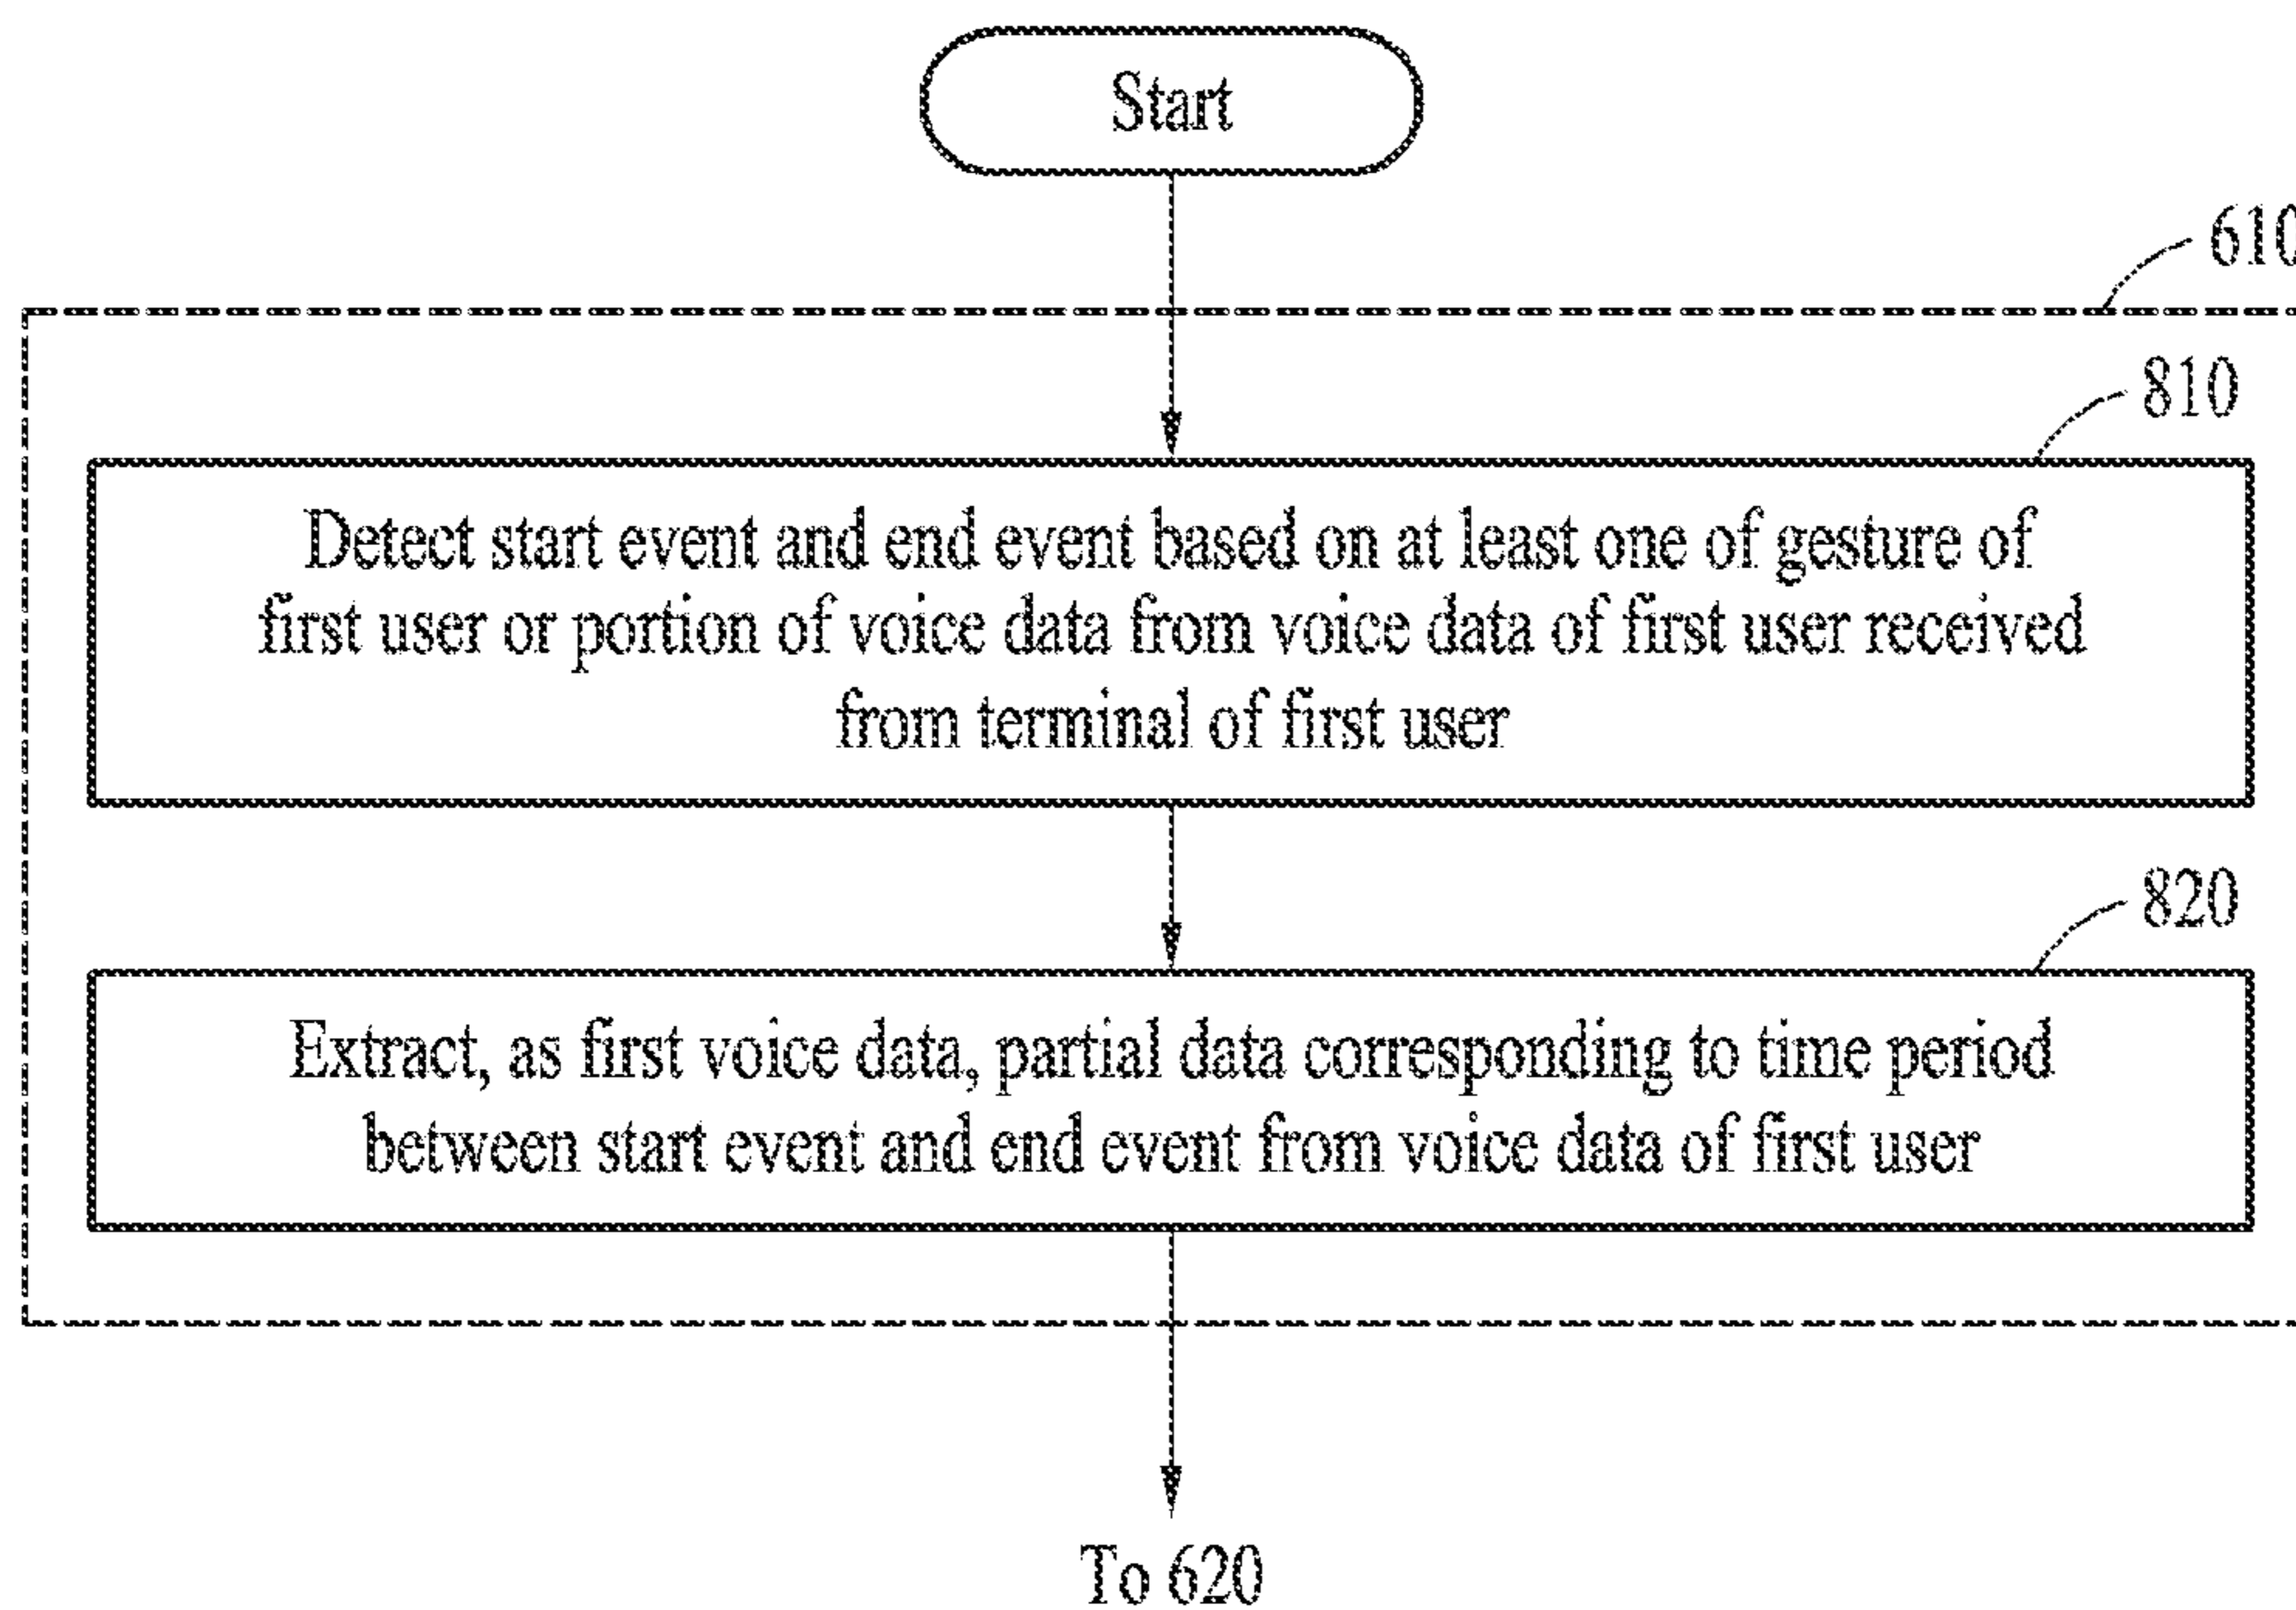 Start
610
810
Detect start event and end event based on at least one of gesture of
first user or portion of voice data from voice data of first user received
from terminal of first user
820
Extract, as first voice data, partial data corresponding to time period
between start event and end event from voice data of first user
To 620